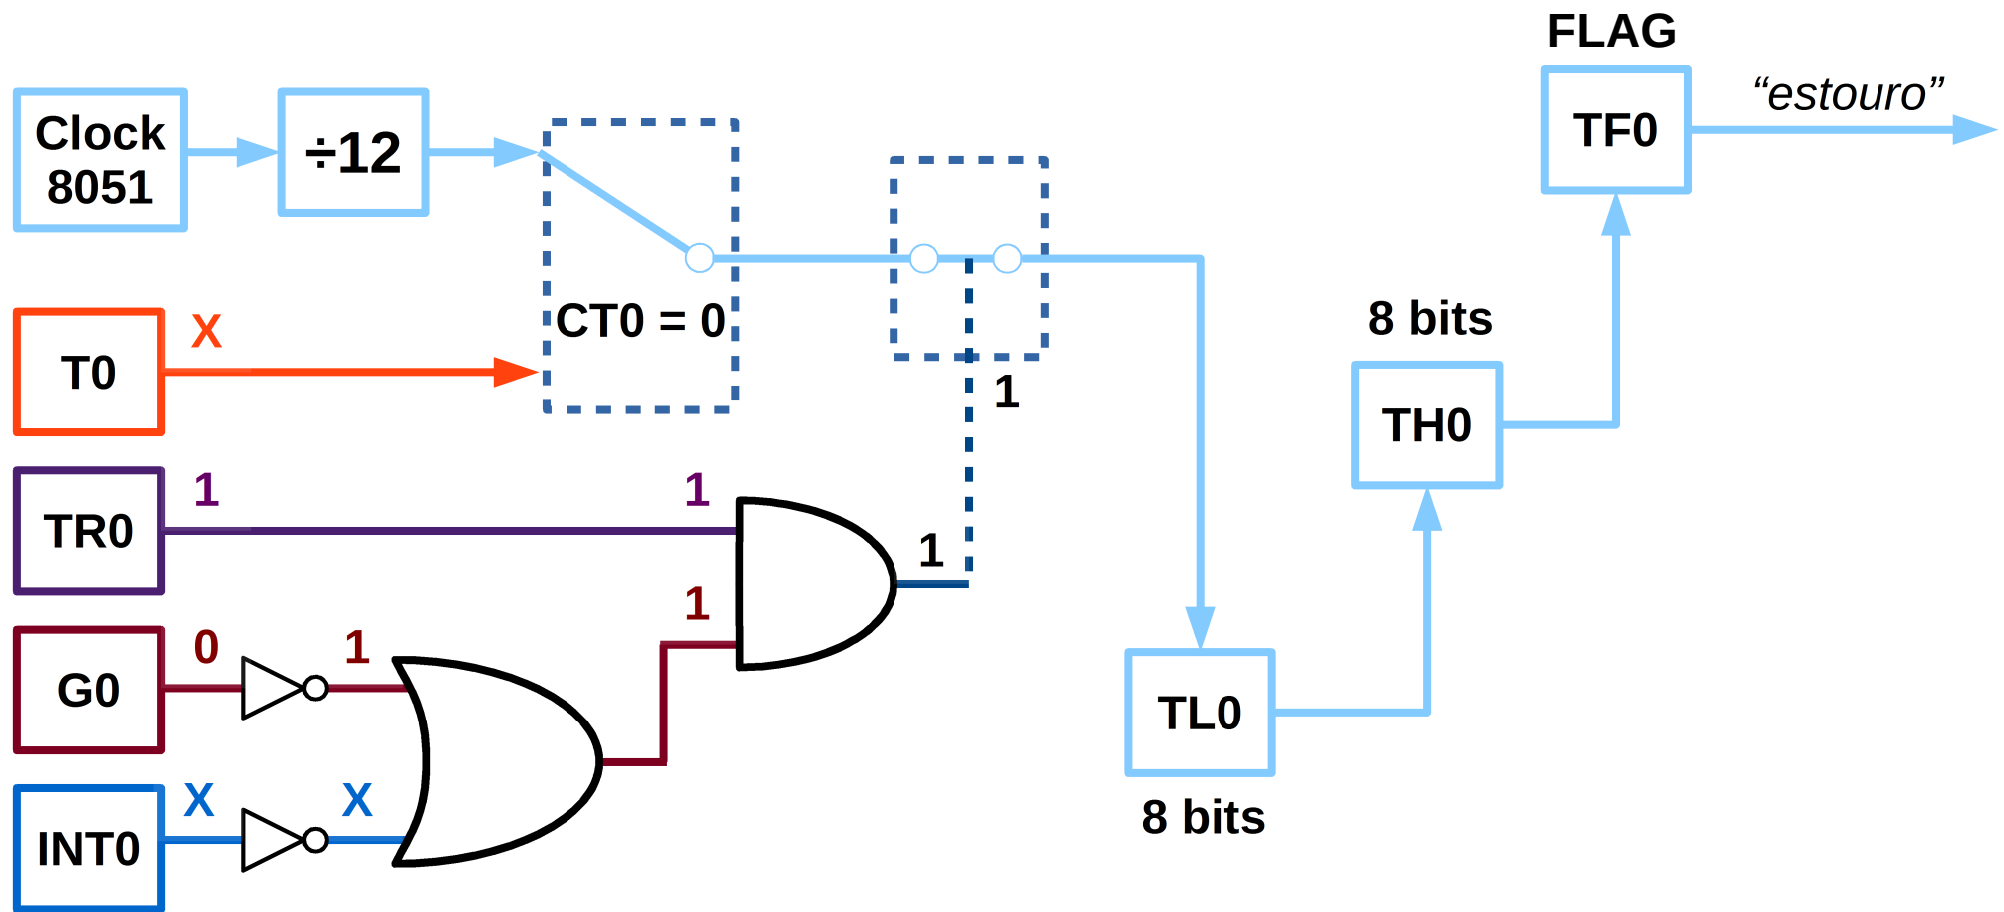 FLAG
Clock
8051
÷12
TF0
“estouro”
CT0 = 0
T0
X
8 bits
TH0
1
TR0
1
1
1
G0
0
1
1
TL0
8 bits
INT0
X
X